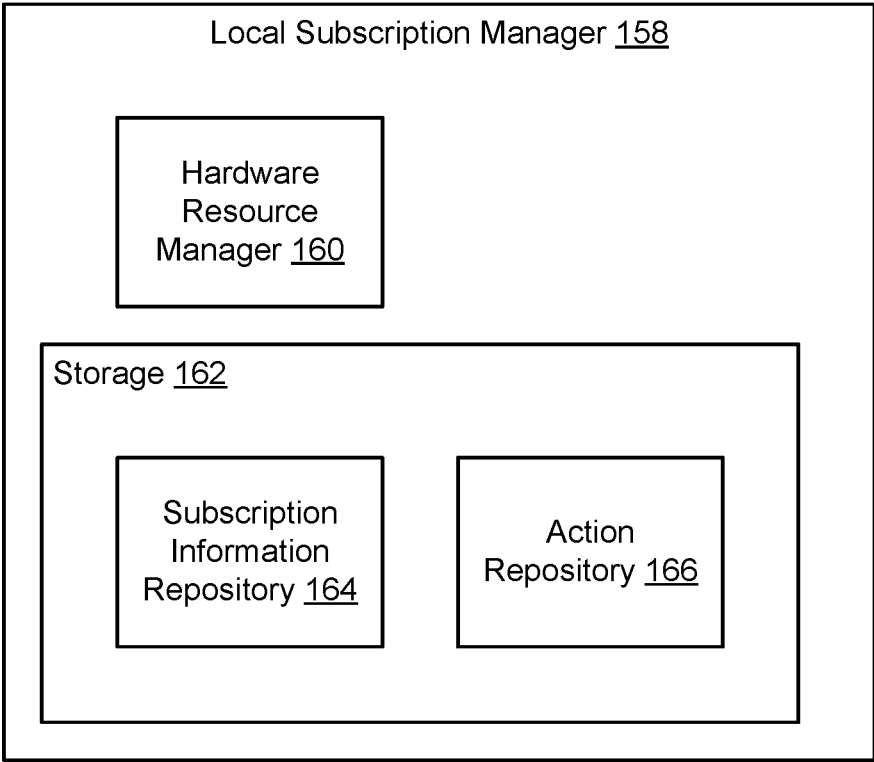 Local Subscription Manager 158
Hardware
Resource
Manager 160
Storage 162
Subscription
Information
Repository 164
Action
Repository 166